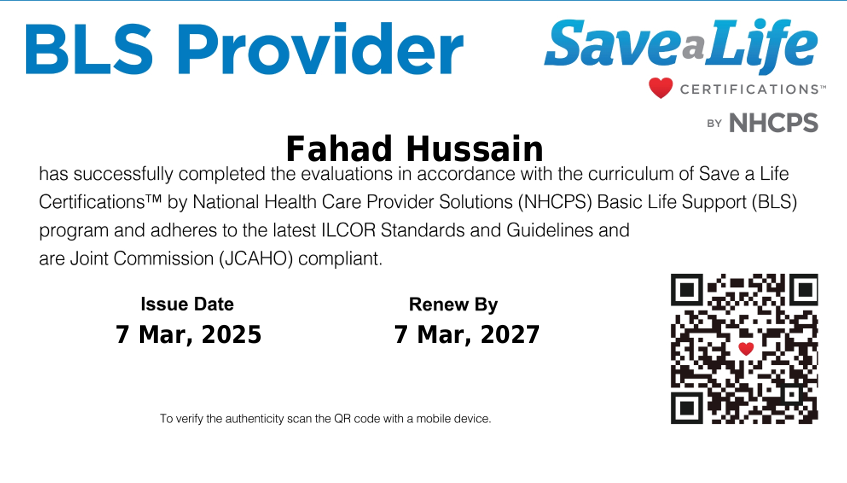 BLS Provider
Save a Life
CERTIFICATIONS™
BY NHCPS
Fahad Hussain
has successfully completed the evaluations in accordance with the curriculum of Save a Life
Certifications™ by National Health Care Provider Solutions (NHCPS) Basic Life Support (BLS)
program and adheres to the latest ILCOR Standards and Guidelines and
are Joint Commission (JCAHO) compliant.
Issue Date Renew By
7 Mar, 2025 7 Mar, 2027
To verify the authenticity scan the QR code with a mobile device.